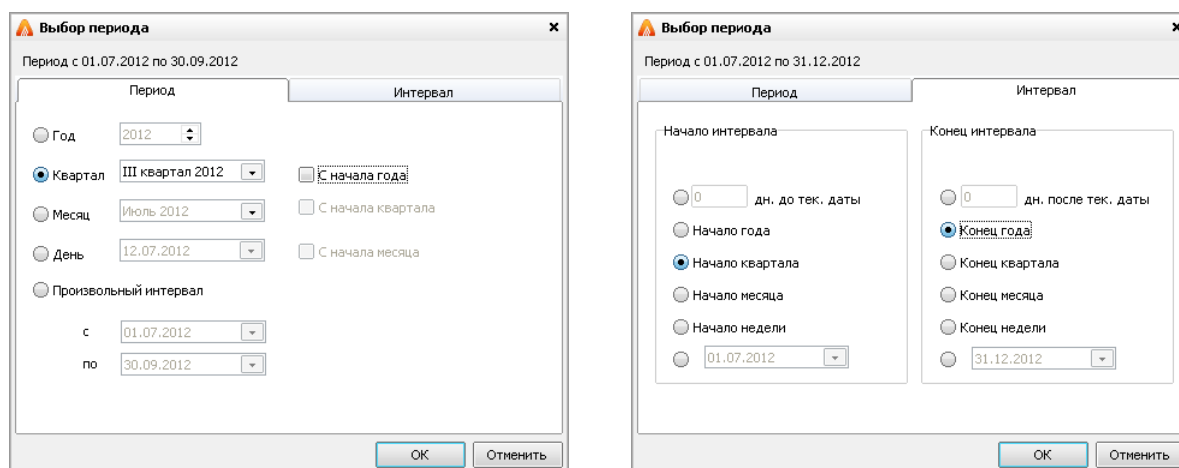 Выбор периода
Период с 01.07.2012 по 30.09.2012
Период
Интервал
Год 2012
Квартал III квартал 2012 С начала года
Месяц Июль 2012 С начала квартала
День 12.07.2012 С начала месяца
Произвольный интервал
с 01.07.2012
по 30.09.2012
ОК Отменить
Выбор периода
Период с 01.07.2012 по 31.12.2012
Период
Интервал
Начало интервала
0 дн. до тек. даты
Начало года
Начало квартала
Начало месяца
Начало недели
01.07.2012
Конец интервала
0 дн. после тек. даты
Конец года
Конец квартала
Конец месяца
Конец недели
31.12.2012
ОК Отменить